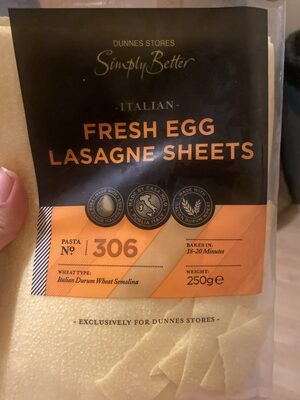 DUNNES STORES
Simply Better
-ITALIAN-
FRESH EGG
LASAGNE SHEETS
PASTA
Nº 306
BAKES IN:
18-20 Minutes
WHEAT TYPE:
Italian Durum Wheat Semolina
WEIGHT:
250g℮
- EXCLUSIVELY FOR DUNNES STORES -